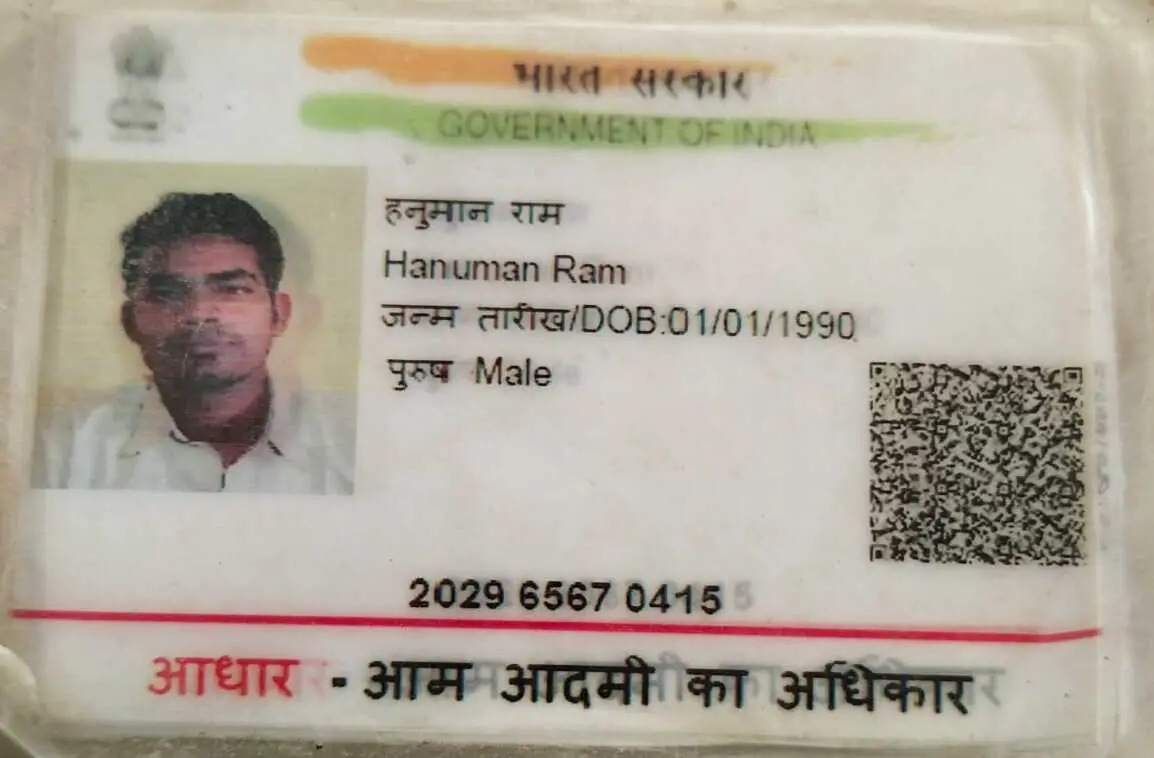 भारत सरकार
GOVERNMENT OF INDIA
हनुमान राम
Hanuman Ram
जन्म तारीख/DOB:01/01/1990
पुरुष Male
2029 6567 0415
आधार - आम आदमी का अधिकार